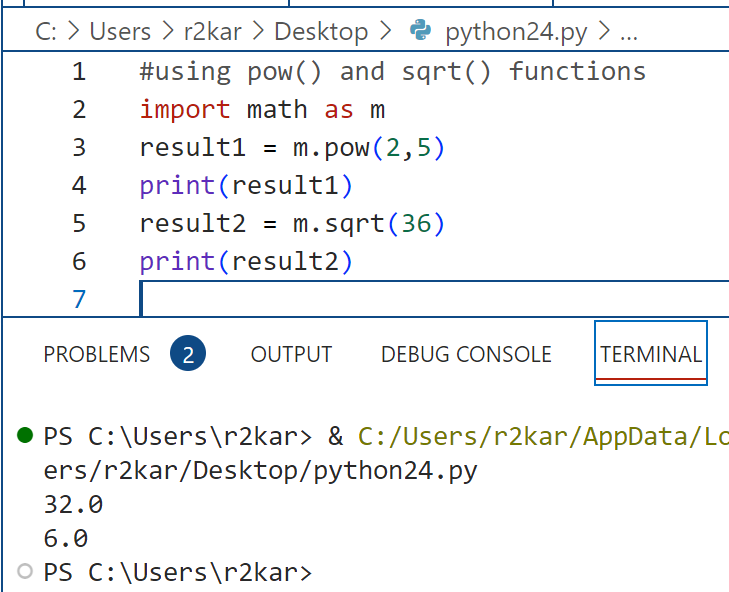 C: > Users > r2kar > Desktop > python24.py > ...
1 #using pow() and sqrt() functions
2 import math as m
3 result1 = m.pow(2,5)
4 print(result1)
5 result2 = m.sqrt(36)
6 print(result2)
7
PROBLEMS 2 OUTPUT DEBUG CONSOLE TERMINAL
PS C:\Users\r2kar> & C:/Users/r2kar/AppData/Lo
ers/r2kar/Desktop/python24.py
32.0
6.0
PS C:\Users\r2kar>